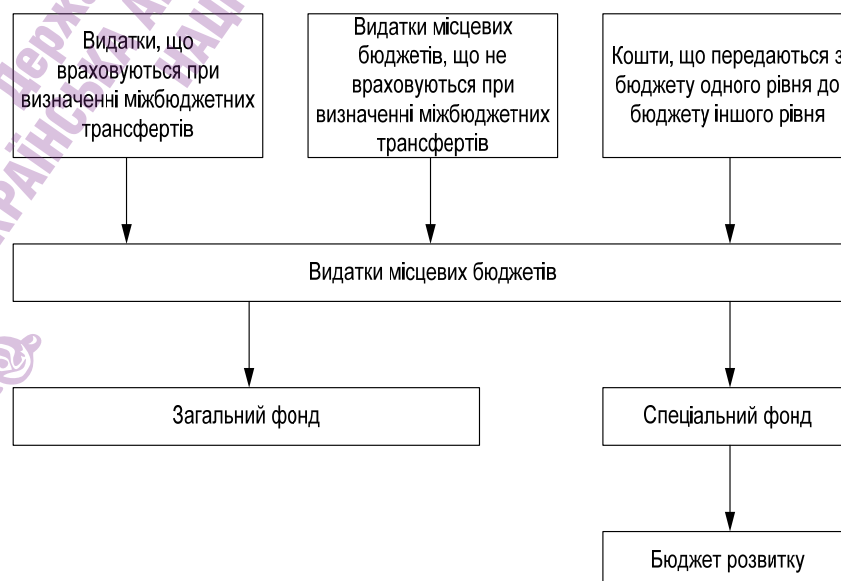 Видатки, що
враховуються при
визначенні міжбюджетних
трансфертів
Видатки місцевих
бюджетів, що не
враховуються при
визначенні міжбюджетних
трансфертів
Кошти, що передаються з
бюджету одного рівня до
бюджету іншого рівня
Видатки місцевих бюджетів
Загальний фонд
Спеціальний фонд
Бюджет розвитку